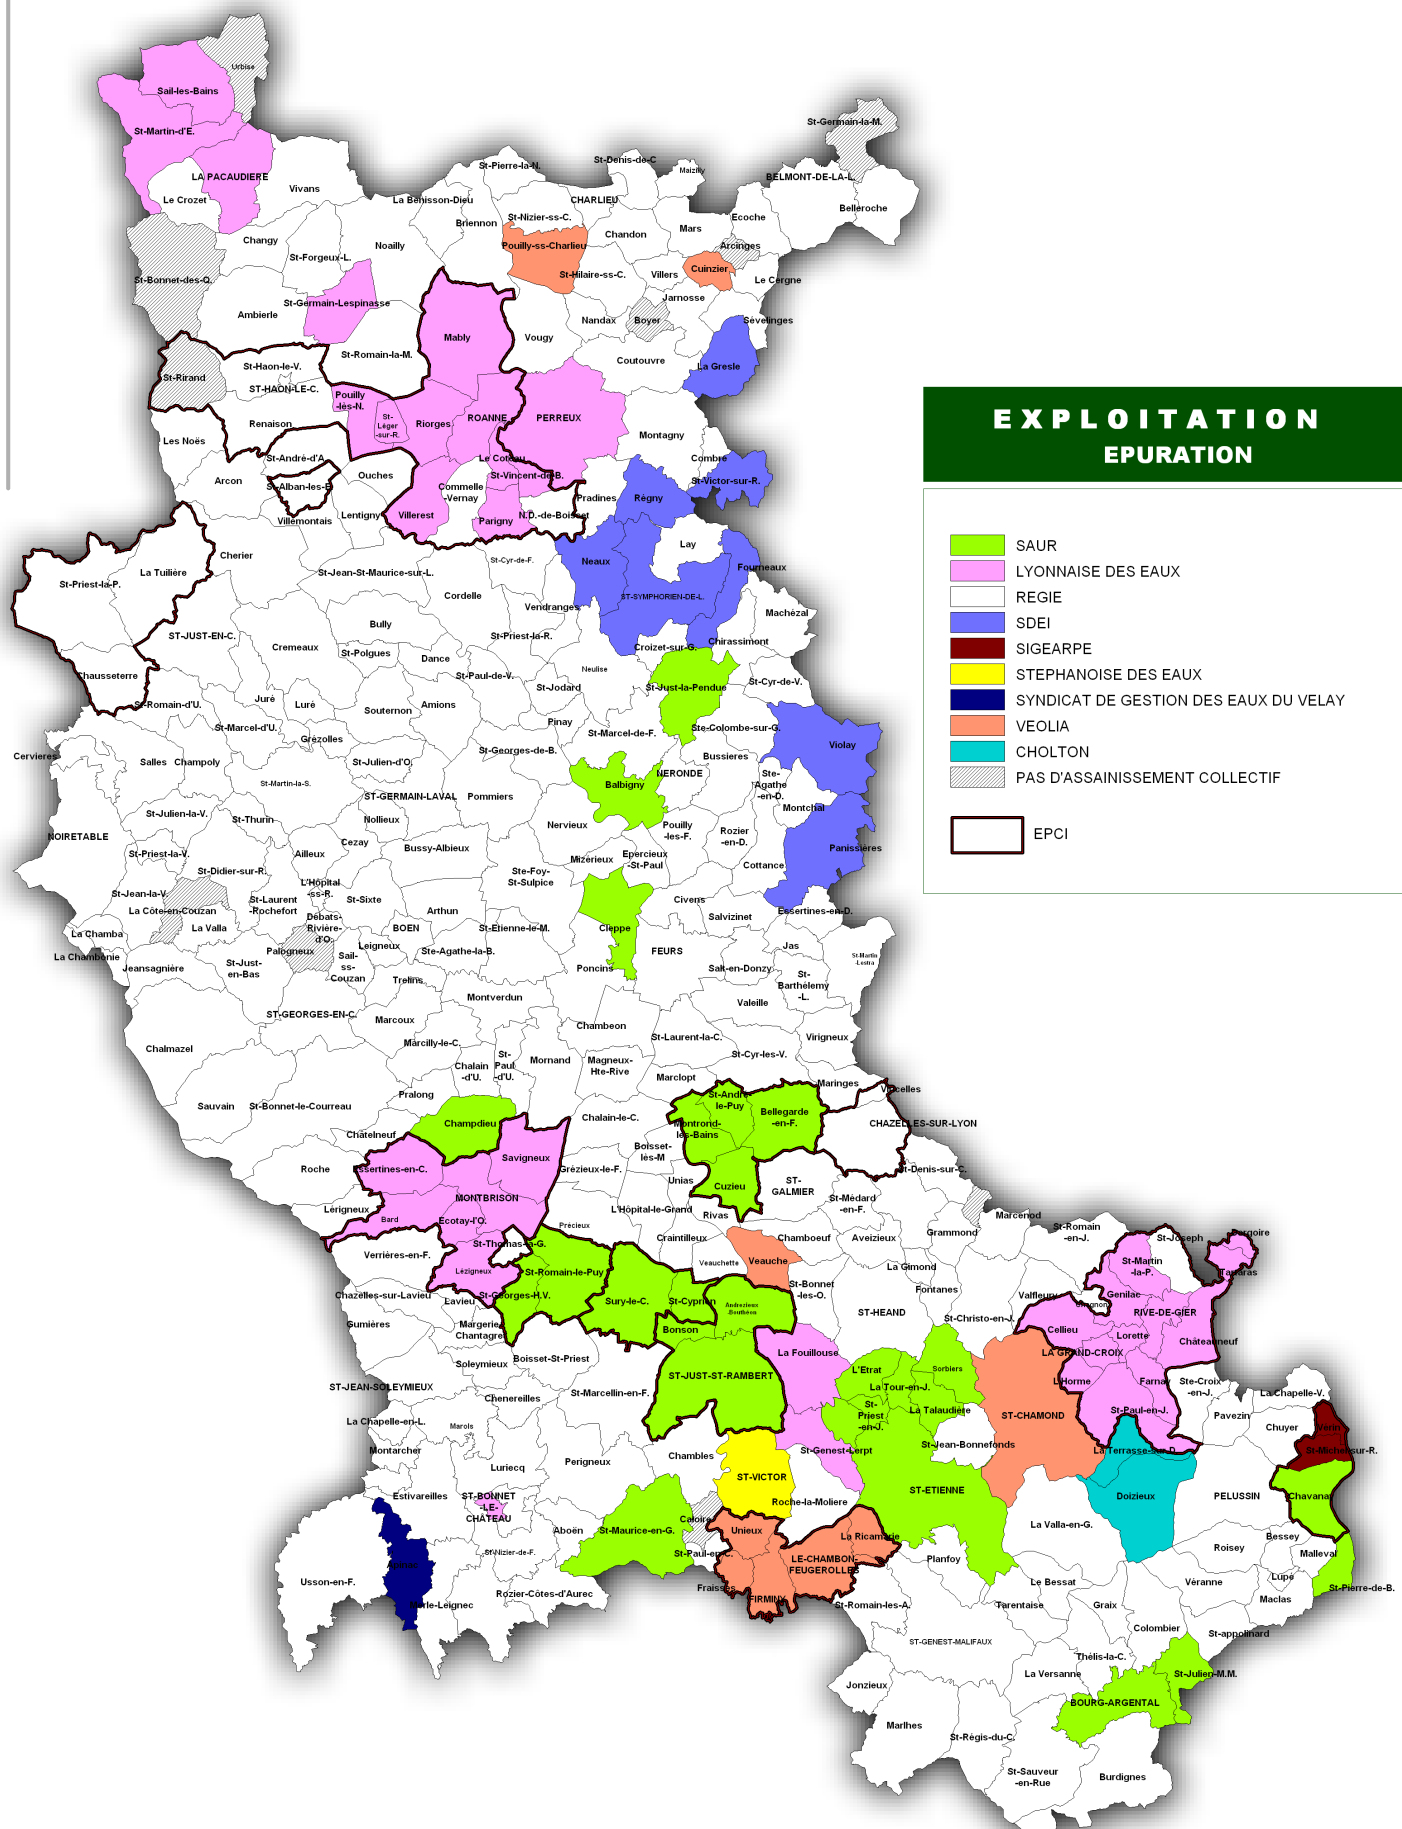 Urbise
Sail-les-Bains
St-Martin-d'E.
LA PACAUDIERE
Le Crozet
Vivans
St-Germain-la-M.
St-Pierre-la-N.
St-Denis-de-C
Maizilly
BELMONT-DE-LA-L.
Belleroche
La Bénisson-Dieu
CHARLIEU
St-Nizier-ss-C.
Briennon
Ecoche
Mars
Chandon
Changy
Noailly
St-Forgeux-L.
Pouilly-ss-Charlieu
Arcinges
Cuinzier
St-Hilaire-ss-C.
Villers
Le Cergne
St-Bonnet-des-Q.
St-Germain-Lespinasse
Jarnosse
Ambierle
Nandax
Boyer
Sévelinges
Mably
Vougy
St-Romain-la-M.
Coutouvre
La Gresle
St-Haon-le-V.
St-Rirand
ST-HAON-LE-C.
Pouilly
-lès-N.
St-
Léger
-sur-R.
Riorges
ROANNE
PERREUX
Renaison
Les Noës
Montagny
St-André-d'A
Le Coteau
Combre
Ouches
St-Vincent-de-B.
Arcon
St-Alban-les-E
Commelle
-Vernay
St-Victor-sur-R.
Régny
Pradines
Villemontais
Lentigny
Villerest
Parigny
N.D.-de-Boisset
Lay
Cherier
St-Cyr-de-F.
Neaux
Fourneaux
La Tuilière
St-Priest-la-P.
St-Jean-St-Maurice-sur-L.
Cordelle
ST-SYMPHORIEN-DE-L.
Vendranges
Machézal
Bully
ST-JUST-EN-C.
St-Priest-la-R.
Chirassimont
Cremeaux
St-Polgues
Croizet-sur-G.
Dance
Neulise
Chausseterre
St-Paul-de-V.
St-Jodard
St-Just-la-Pendue
St-Cyr-de-V.
St-Romain-d'U.
Juré
Luré
Souternon
Amions
St-Marcel-d'U.
Pinay
St-Marcel-de-F.
Ste-Colombe-sur-G.
Grézolles
Violay
Cervieres
Salles
Champoly
St-Julien-d'O.
St-Georges-de-B.
Bussieres
NERONDE
Ste-
Agathe
-en-D.
St-Martin-la-S.
Balbigny
ST-GERMAIN-LAVAL
Pommiers
Montchal
St-Julien-la-V.
St-Thurin
Nollieux
Nervieux
Pouilly
-les-F.
Rozier
-en-D.
NOIRETABLE
Cezay
Bussy-Albieux
Panissières
St-Priest-la-V.
Ailleux
Mizérieux
Epercieux
-St-Paul
Cottance
St-Didier-sur-R.
Ste-Foy-
St-Sulpice
L'Hôpital
-ss-R.
St-Jean-la-V.
St-Laurent
-Rochefort
St-Sixte
Civens
La Côte-en-Couzan
Arthun
Salvizinet
Essertines-en-D.
Débats-
Rivière-
d'O.
La Valla
BOEN
St-Etienne-le-M.
Cleppe
La Chamba
Leigneux
Palogneux
Ste-Agathe-la-B.
FEURS
Jas
La Chambonie
Sail-
ss-
Couzan
St-Martin
-Lestra
Jeansagnière
St-Just-
en-Bas
Poncins
Salt-en-Donzy
Trelins
St-
Barthélemy
-L.
Montverdun
Valeille
ST-GEORGES-EN-C.
Marcoux
Chambeon
St-Laurent-la-C.
Virigneux
Marcilly-le-C.
Chalmazel
St-
Paul
-d'U.
Mornand
Magneux-
Hte-Rive
St-Cyr-les-V.
Chalain
-d'U.
Marclopt
Maringes
Viricelles
Pralong
St-André-
le-Puy
Sauvain
St-Bonnet-le-Courreau
Bellegarde
-en-F.
Chalain-le-C.
Champdieu
Montrond-
les-Bains
CHAZELLES-SUR-LYON
Châtelneuf
Boisset-
lès-M
Savigneux
Roche
Essertines-en-C.
Grézieux-le-F.
St-Denis-sur-C.
Unias
Cuzieu
ST-
GALMIER
MONTBRISON
St-Médard
-en-F.
Lérigneux
L'Hôpital-le-Grand
Rivas
Marcenod
Bard
Ecotay-l'O.
Précieux
St-Romain
-en-J.
Craintilleux
Chamboeuf
Aveizieux
Grammond
St-Joseph
Dargoire
St-Thomas-la-G.
Verrières-en-F.
Veauchette
Veauche
St-Martin
-la-P.
Tartaras
Lézigneux
St-Romain-le-Puy
La Gimond
St-Bonnet
-les-O.
Fontanes
Valfleury
Genilac
Chazelles-sur-Lavieu
St-Georges-H.V.
Lavieu
Sury-le-C.
St-Cyprien
Andrezieux
-Bouthéon
ST-HEAND
RIVE-DE-GIER
Gumières
Margerie
Chantagret
Bonson
St-Christo-en-J.
Cellieu
Lorette
Châteauneuf
La Fouillouse
LA GRAND-CROIX
Soleymieux
Boisset-St-Priest
L'Etrat
Sorbiers
ST-JUST-ST-RAMBERT
L'Horme
Farnay
Ste-Croix
-en-J.
ST-JEAN-SOLEYMIEUX
La Tour-en-J.
St-Marcellin-en-F.
Chenereilles
La Chapelle-V.
St-
Priest
-en-J.
La Talaudière
ST-CHAMOND
St-Paul-en-J.
Pavezin
La Chapelle-en-L.
Marols
Chuyer
Verin
Montarcher
St-Jean-Bonnefonds
St-Genest-Lerpt
La Terrasse-sur-D.
St-Michel-sur-R.
Chambles
Perigneux
Luriecq
ST-VICTOR
ST-ETIENNE
Estivareilles
ST-BONNET
-LE-
CHÂTEAU
Roche-la-Moliere
Doizieux
PELUSSIN
Chavanay
Caloire
Aboën
St-Maurice-en-G.
Unieux
La Ricamarie
La Valla-en-G.
Bessey
Roisey
Malleval
St-Nizier-de-F.
St-Paul-en-C.
LE-CHAMBON-
FEUGEROLLES
Planfoy
Apinac
Usson-en-F.
Rozier-Côtes-d'Aurec
Fraisses
FIRMINY
Le Bessat
Véranne
Lupé
St-Pierre-de-B.
Merle-Leignec
St-Romain-les-A.
Tarentaise
Graix
Maclas
Colombier
St-appolinard
ST-GENEST-MALIFAUX
Thélis-la-C.
La Versanne
St-Julien-M.M.
Jonzieux
BOURG-ARGENTAL
Marlhes
St-Régis-du-C.
St-Sauveur
-en-Rue
Burdignes
EXPLOITATION
EPURATION
SAUR
LYONNAISE DES EAUX
REGIE
SDEI
SIGEARPE
STEPHANOISE DES EAUX
SYNDICAT DE GESTION DES EAUX DU VELAY
VEOLIA
CHOLTON
PAS D'ASSAINISSEMENT COLLECTIF
EPCI